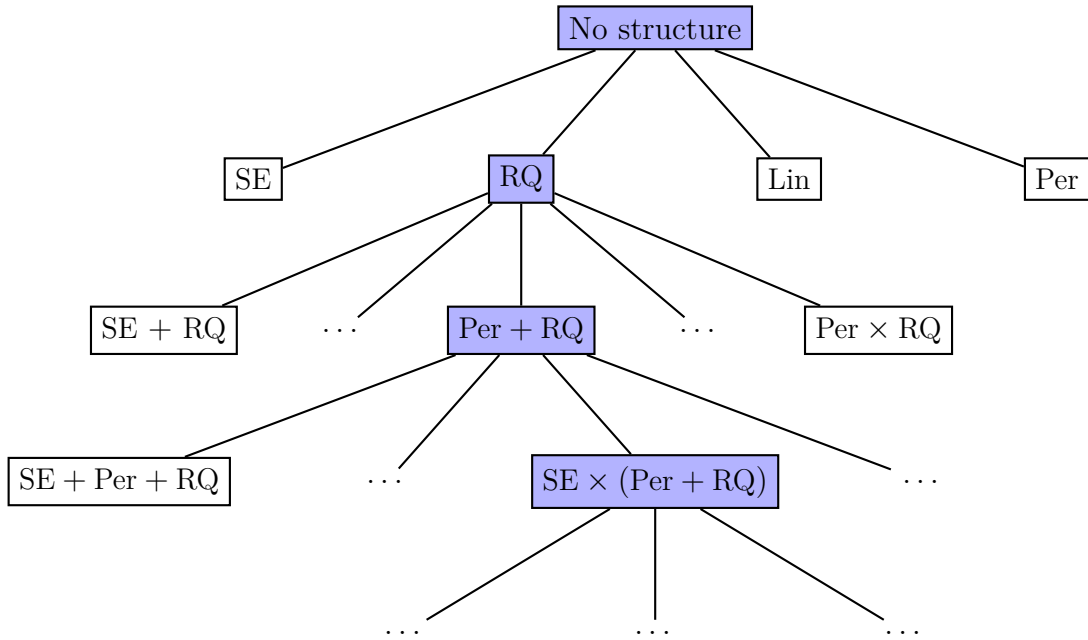 No structure
SE
RQ
Lin
Per
SE + RQ
· · ·
Per + RQ
· · ·
Per × RQ
SE + Per + RQ
· · ·
SE × (Per + RQ)
· · ·
· · ·
· · ·
· · ·